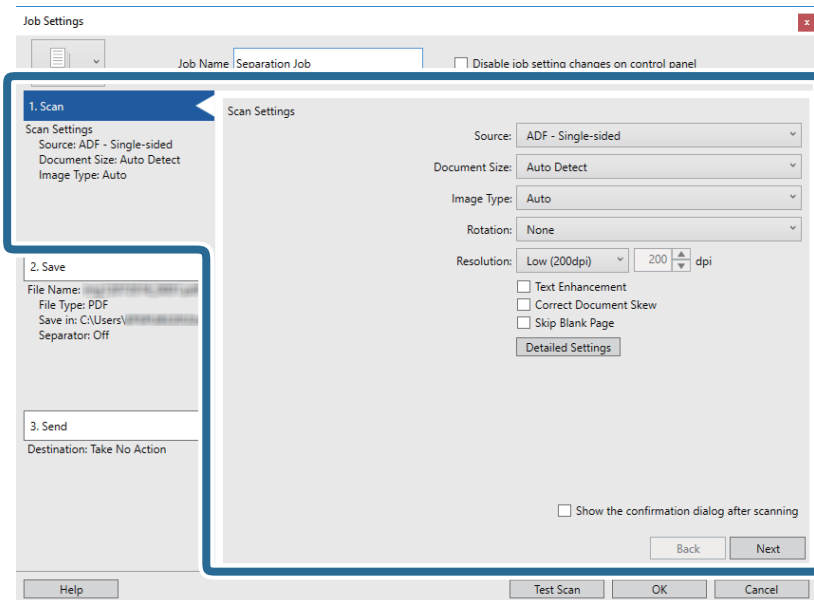 Job Settings
x
Job Name Separation Job
Disable job setting changes on control panel
1. Scan
Scan Settings
Source: ADF - Single-sided
Document Size: Auto Detect
Image Type: Auto
2. Save
File Name:
File Type: PDF
Save in: C:\Users\
Separator: Off
3. Send
Destination: Take No Action
Scan Settings
Source: ADF - Single-sided
Document Size: Auto Detect
Image Type: Auto
Rotation: None
Resolution: Low (200dpi) 200 dpi
Text Enhancement
Correct Document Skew
Skip Blank Page
Detailed Settings
Show the confirmation dialog after scanning
Back Next
Help Test Scan OK Cancel